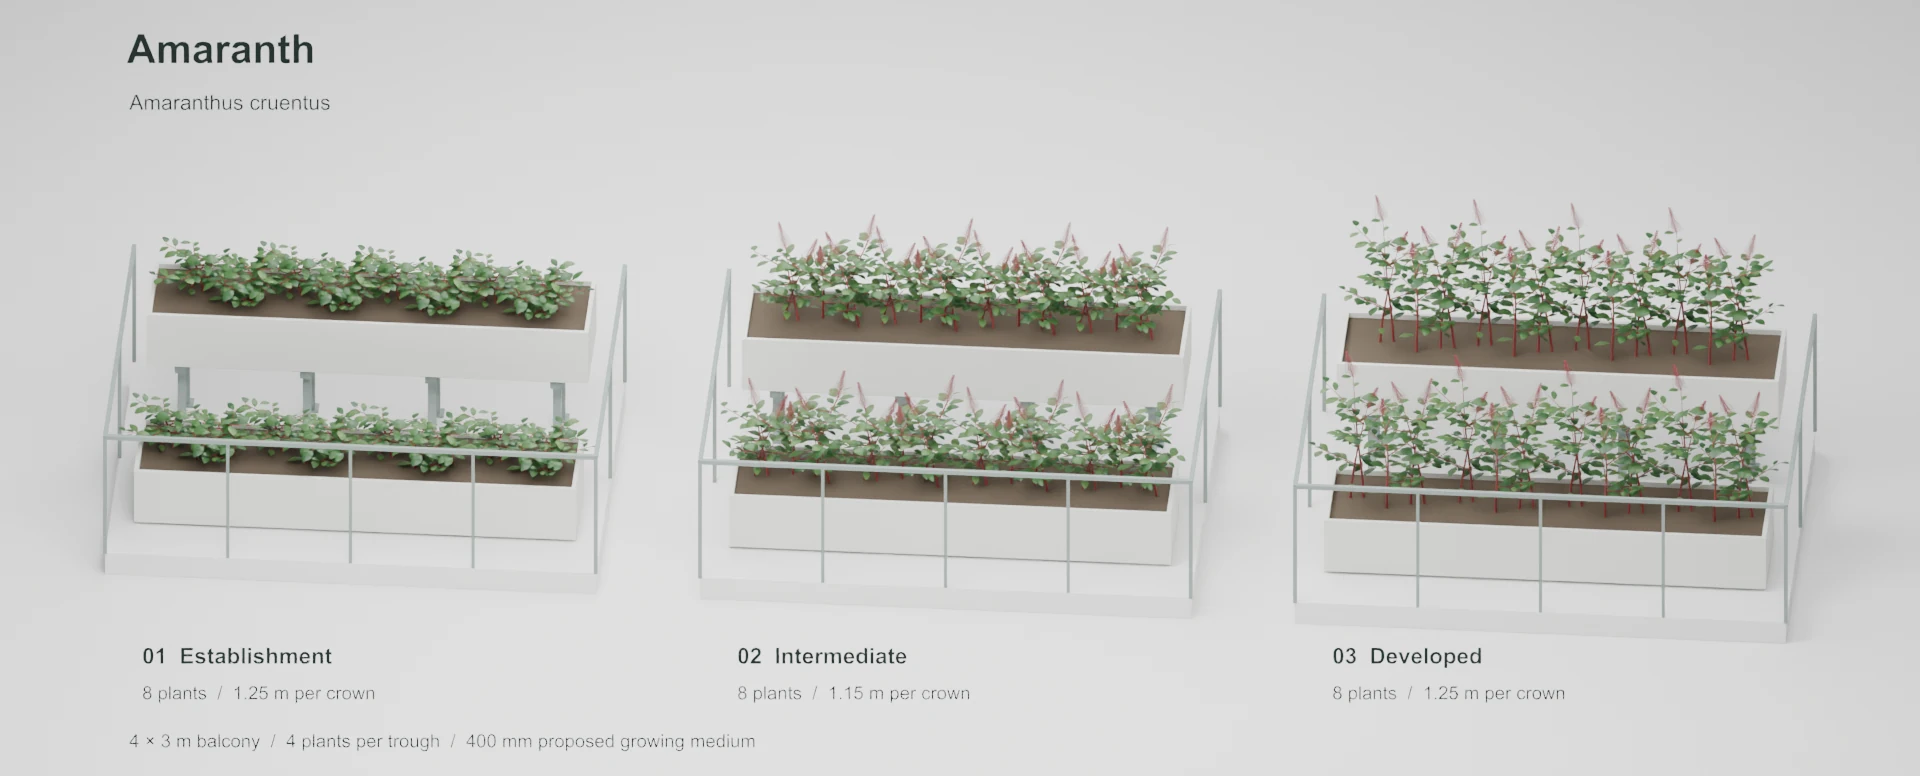 Amaranth
Amaranthus cruentus
01 Establishment
8 plants / 1.25 m per crown
02 Intermediate
8 plants / 1.15 m per crown
03 Developed
8 plants / 1.25 m per crown
4 × 3 m balcony / 4 plants per trough / 400 mm proposed growing medium